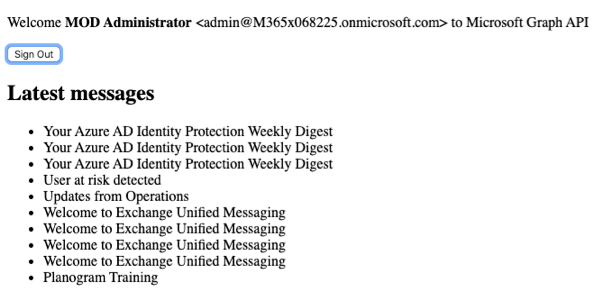 Welcome MOD Administrator <admin@M365x068225.onmicrosoft.com> to Microsoft Graph API
Sign Out
Latest messages
• Your Azure AD Identity Protection Weekly Digest
• Your Azure AD Identity Protection Weekly Digest
• Your Azure AD Identity Protection Weekly Digest
• User at risk detected
• Updates from Operations
• Welcome to Exchange Unified Messaging
• Welcome to Exchange Unified Messaging
• Welcome to Exchange Unified Messaging
• Welcome to Exchange Unified Messaging
• Planogram Training